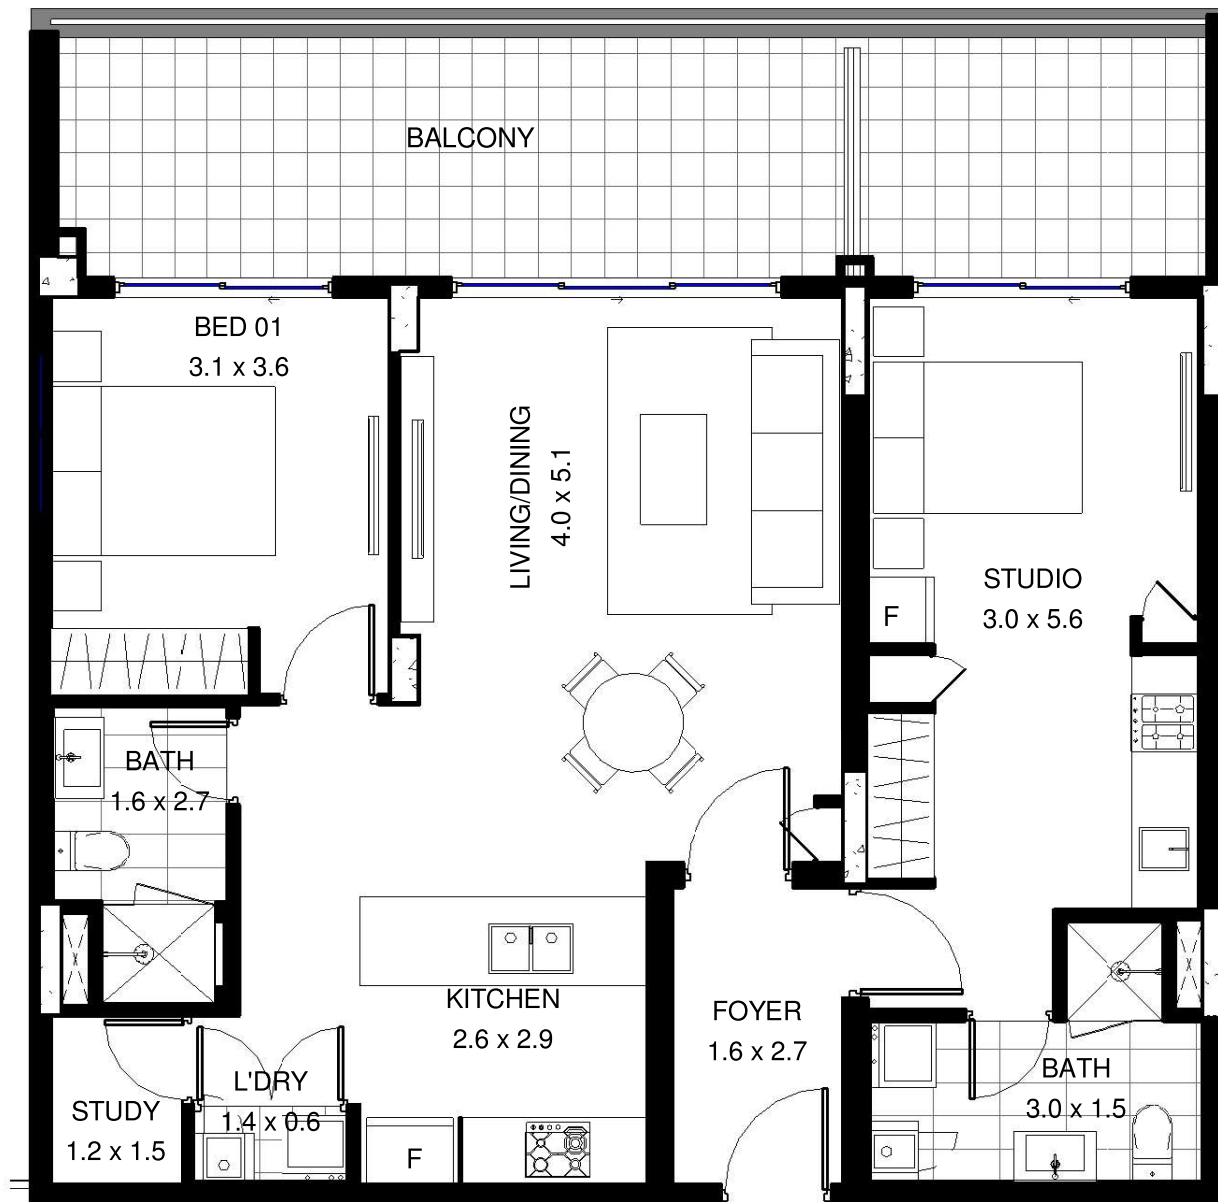 BALCONY
BED 01
3.1 x 3.6
LIVING/DINING
4.0 x 5.1
STUDIO
3.0 x 5.6
F
BATH
1.6 x 2.7
KITCHEN
2.6 x 2.9
FOYER
1.6 x 2.7
BATH
3.0 x 1.5
L'DRY
1.4 x 0.6
STUDY
1.2 x 1.5
F